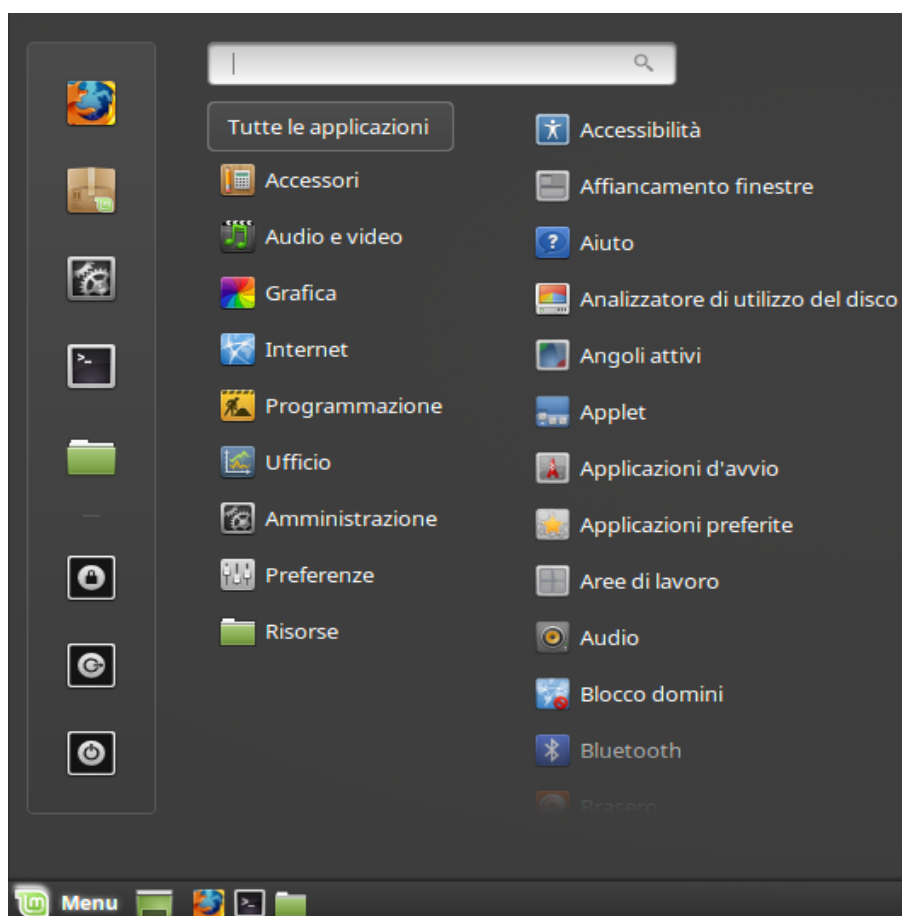 Tutte le applicazioni
Accessori
Audio e video
Grafica
Internet
Programmazione
Ufficio
Amministrazione
Preferenze
Risorse
Accessibilità
Affiancamento finestre
Aiuto
Analizzatore di utilizzo del disco
Angoli attivi
Applet
Applicazioni d'avvio
Applicazioni preferite
Aree di lavoro
Audio
Blocco domini
Bluetooth
Brasero
Menu